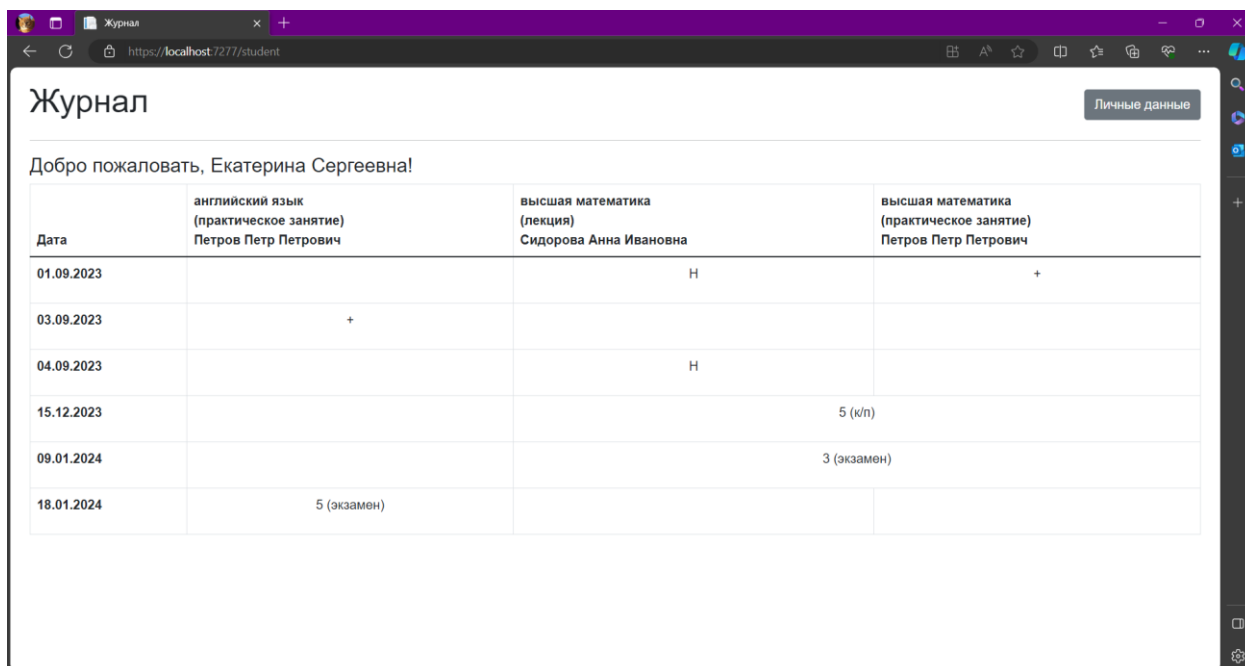 Журнал
https://localhost:7277/student
Журнал
Личные данные
Добро пожаловать, Екатерина Сергеевна!
Дата
английский язык
(практическое занятие)
Петров Петр Петрович
высшая математика
(лекция)
Сидорова Анна Ивановна
высшая математика
(практическое занятие)
Петров Петр Петрович
01.09.2023 Н +
03.09.2023 +
04.09.2023 Н
15.12.2023 5 (к/п)
09.01.2024 3 (экзамен)
18.01.2024 5 (экзамен)